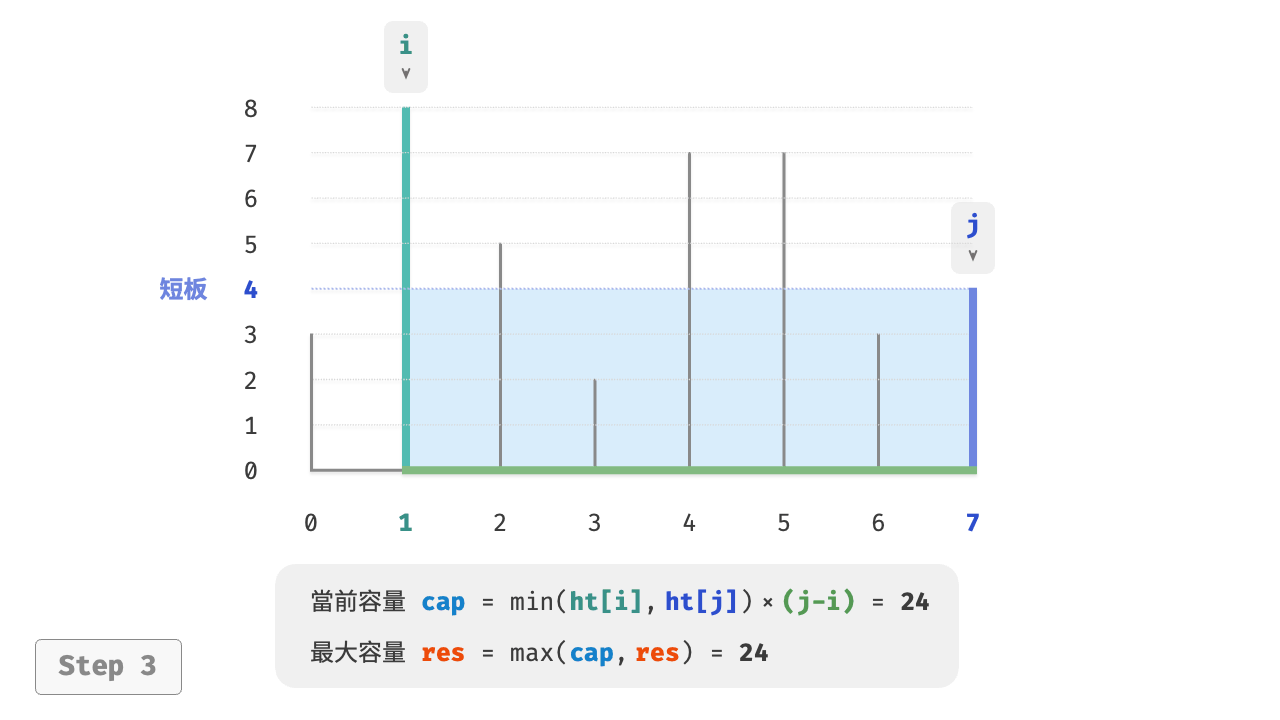 i
8
7
6
5
j
短板 4
3
2
1
0
0 1 2 3 4 5 6 7
當前容量 cap = min(ht[i], ht[j]) × (j-i) = 24
最大容量 res = max(cap, res) = 24
Step 3